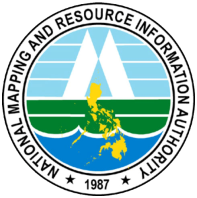 NATIONAL MAPPING AND RESOURCE INFORMATION AUTHORITY
1987